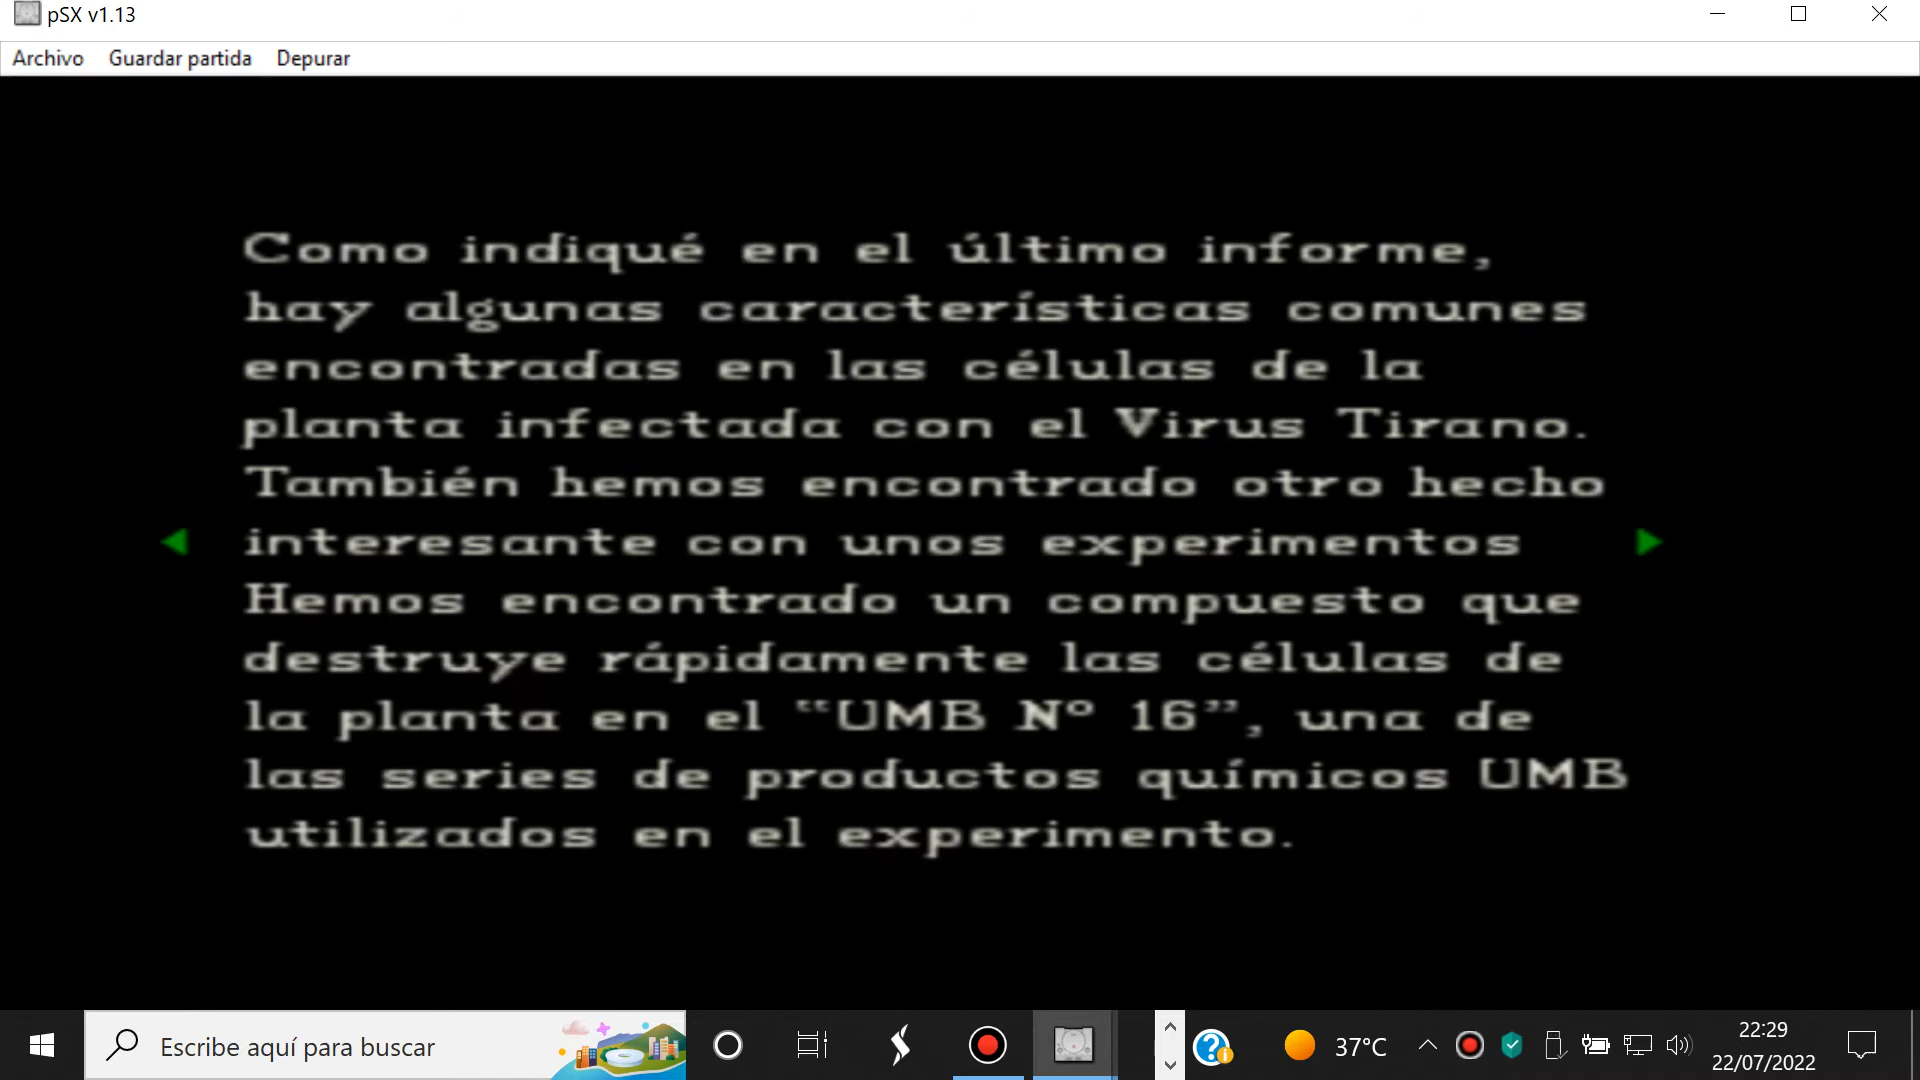 pSX v1.13
Archivo Guardar partida Depurar
Como indiqué en el último informe,
hay algunas características comunes
encontradas en las células de la
planta infectada con el Virus Tirano.
También hemos encontrado otro hecho
interesante con unos experimentos
Hemos encontrado un compuesto que
destruye rápidamente las células de
la planta en el “UMB Nº 16”, una de
las series de productos químicos UMB
utilizados en el experimento.
Escribe aquí para buscar
37°C
22:29
22/07/2022